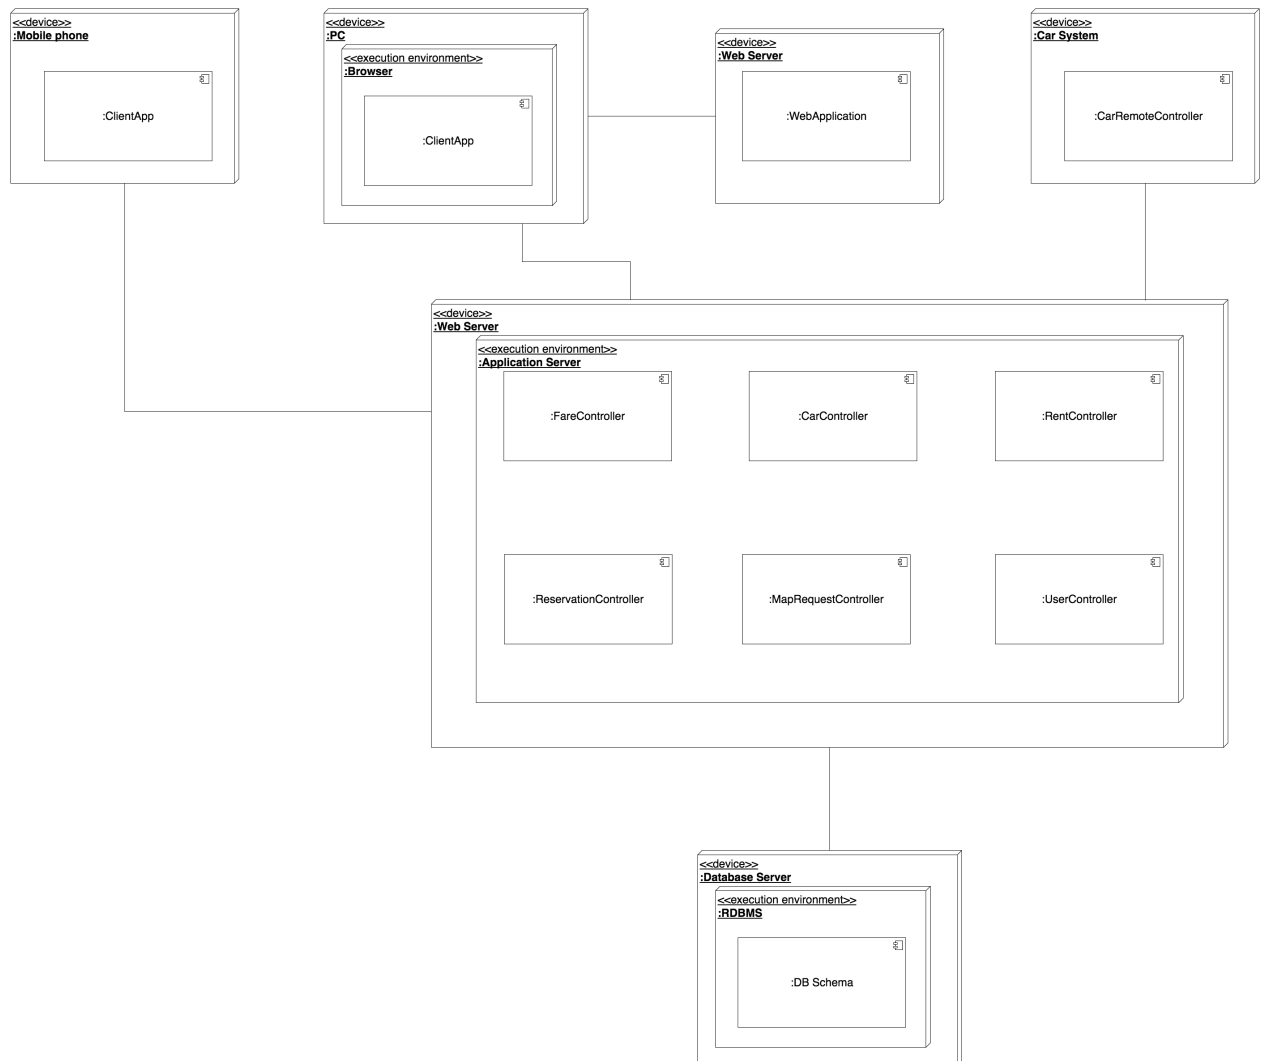 <<device>>
:Mobile phone
:ClientApp
<<device>>
:PC
<<execution environment>>
:Browser
:ClientApp
<<device>>
:Web Server
:WebApplication
<<device>>
:Car System
:CarRemoteController
<<device>>
:Web Server
<<execution environment>>
:Application Server
:FareController
:CarController
:RentController
:ReservationController
:MapRequestController
:UserController
<<device>>
:Database Server
<<execution environment>>
:RDBMS
:DB Schema